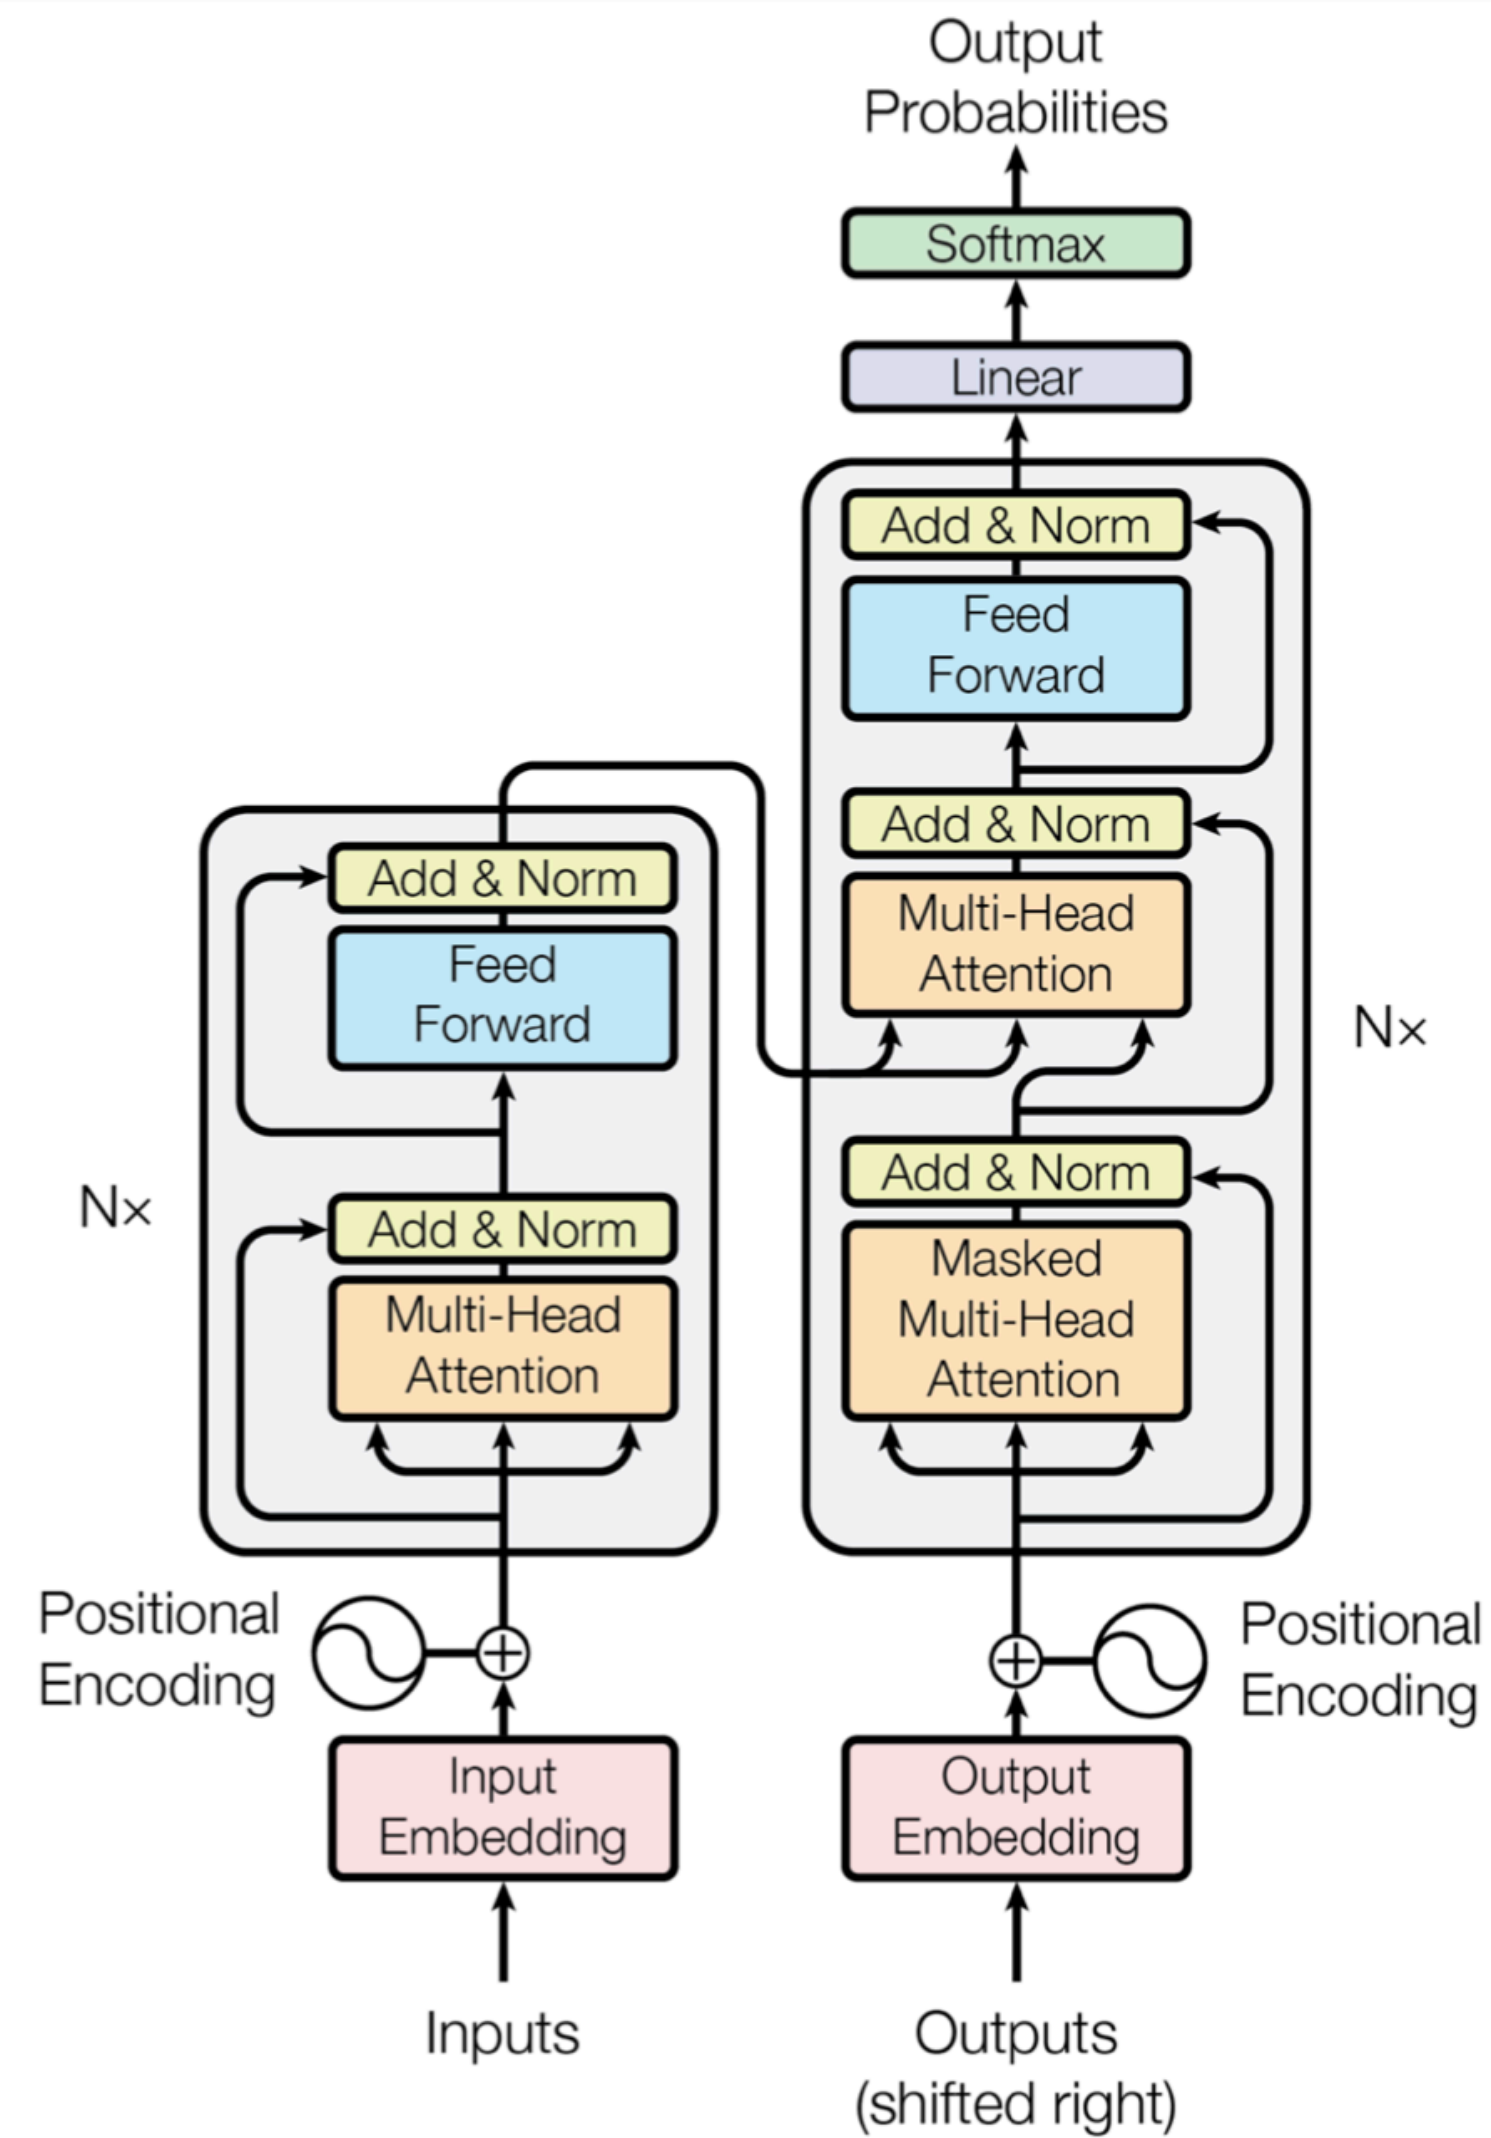 Output
Probabilities
Softmax
Linear
Add & Norm
Feed
Forward
Add & Norm
Multi-Head
Attention
Add & Norm
Masked
Multi-Head
Attention
Nx
Add & Norm
Feed
Forward
Add & Norm
Multi-Head
Attention
Nx
Positional
Encoding
Positional
Encoding
Input
Embedding
Output
Embedding
Inputs
Outputs
(shifted right)